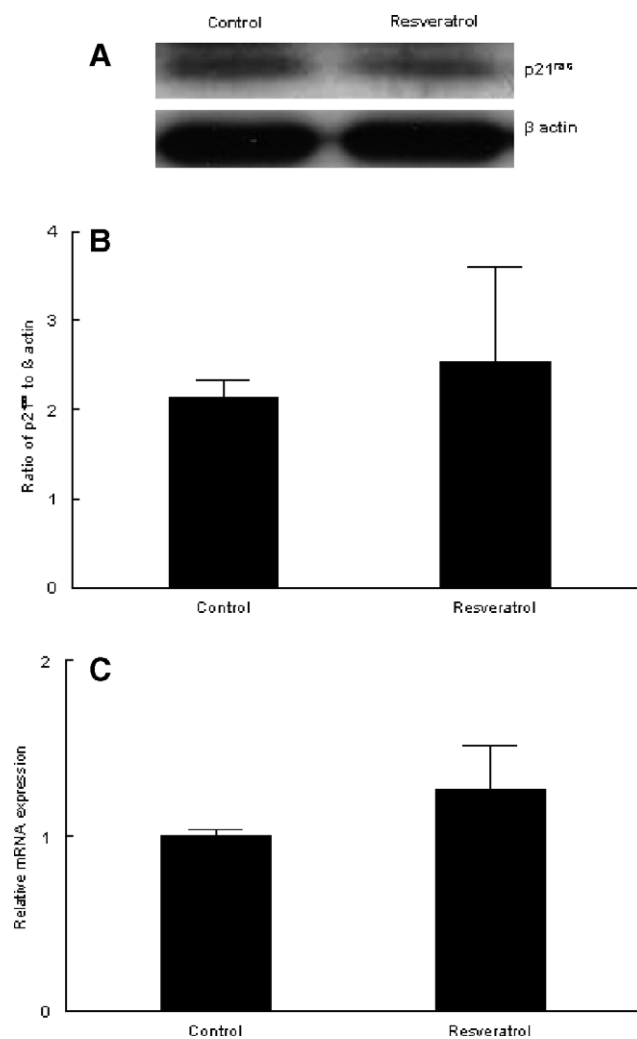 Control Resveratrol
A
p21ras
β actin
B
4
3
2
1
0
Ratio of p21ras to ß actin
Control Resveratrol
C
2
1
0
Relative mRNA expression
Control Resveratrol